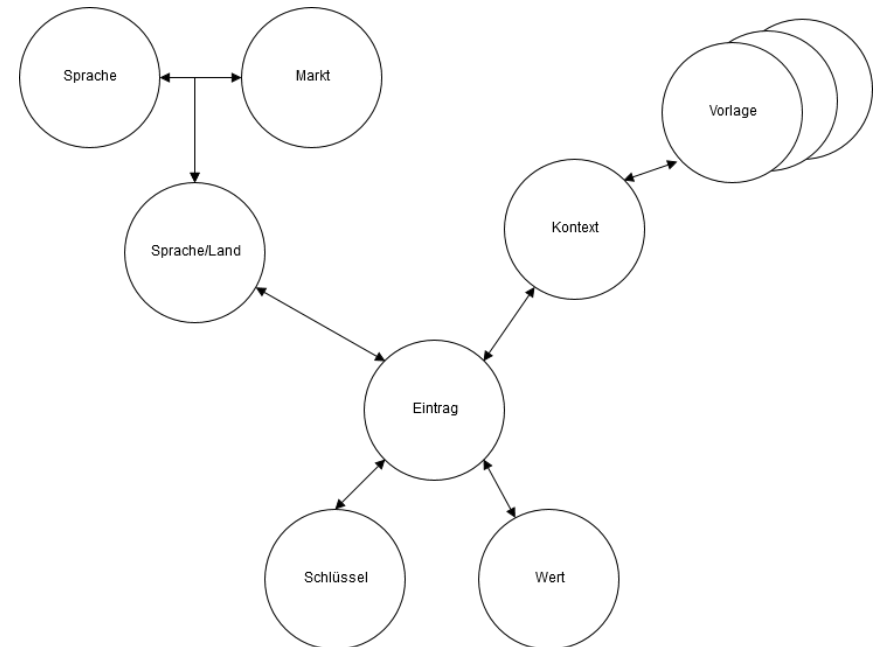 Sprache
Markt
Vorlage
Sprache/Land
Kontext
Eintrag
Schlüssel
Wert